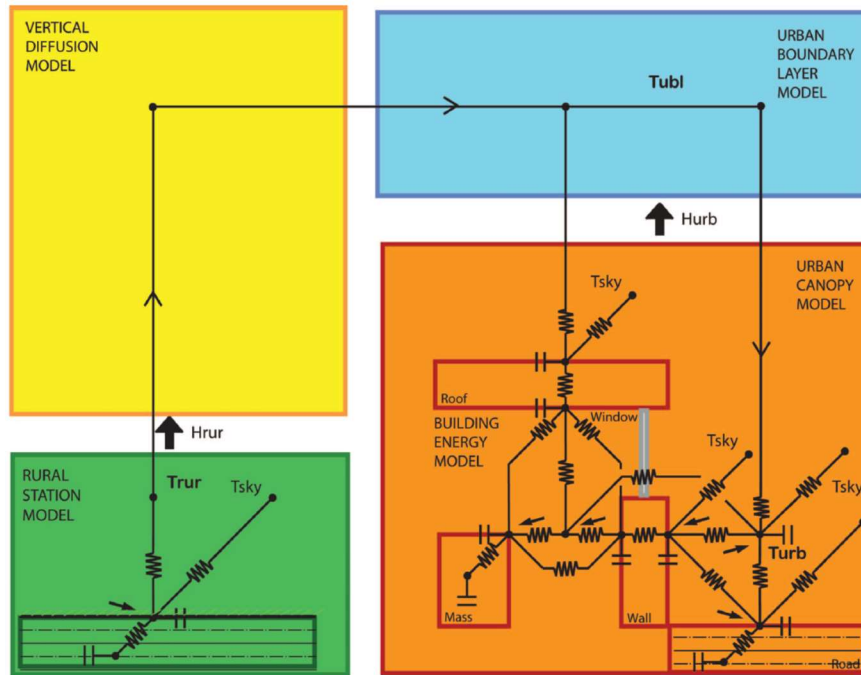 VERTICAL
DIFFUSION
MODEL
URBAN
BOUNDARY
LAYER
MODEL
Tubl
Hurb
URBAN
CANOPY
MODEL
Tsky
Roof
Window
BUILDING
ENERGY
MODEL
Hrur
RURAL
STATION
MODEL
Trur
Tsky
Tsky
Tsky
Turb
Mass
Wall
Road